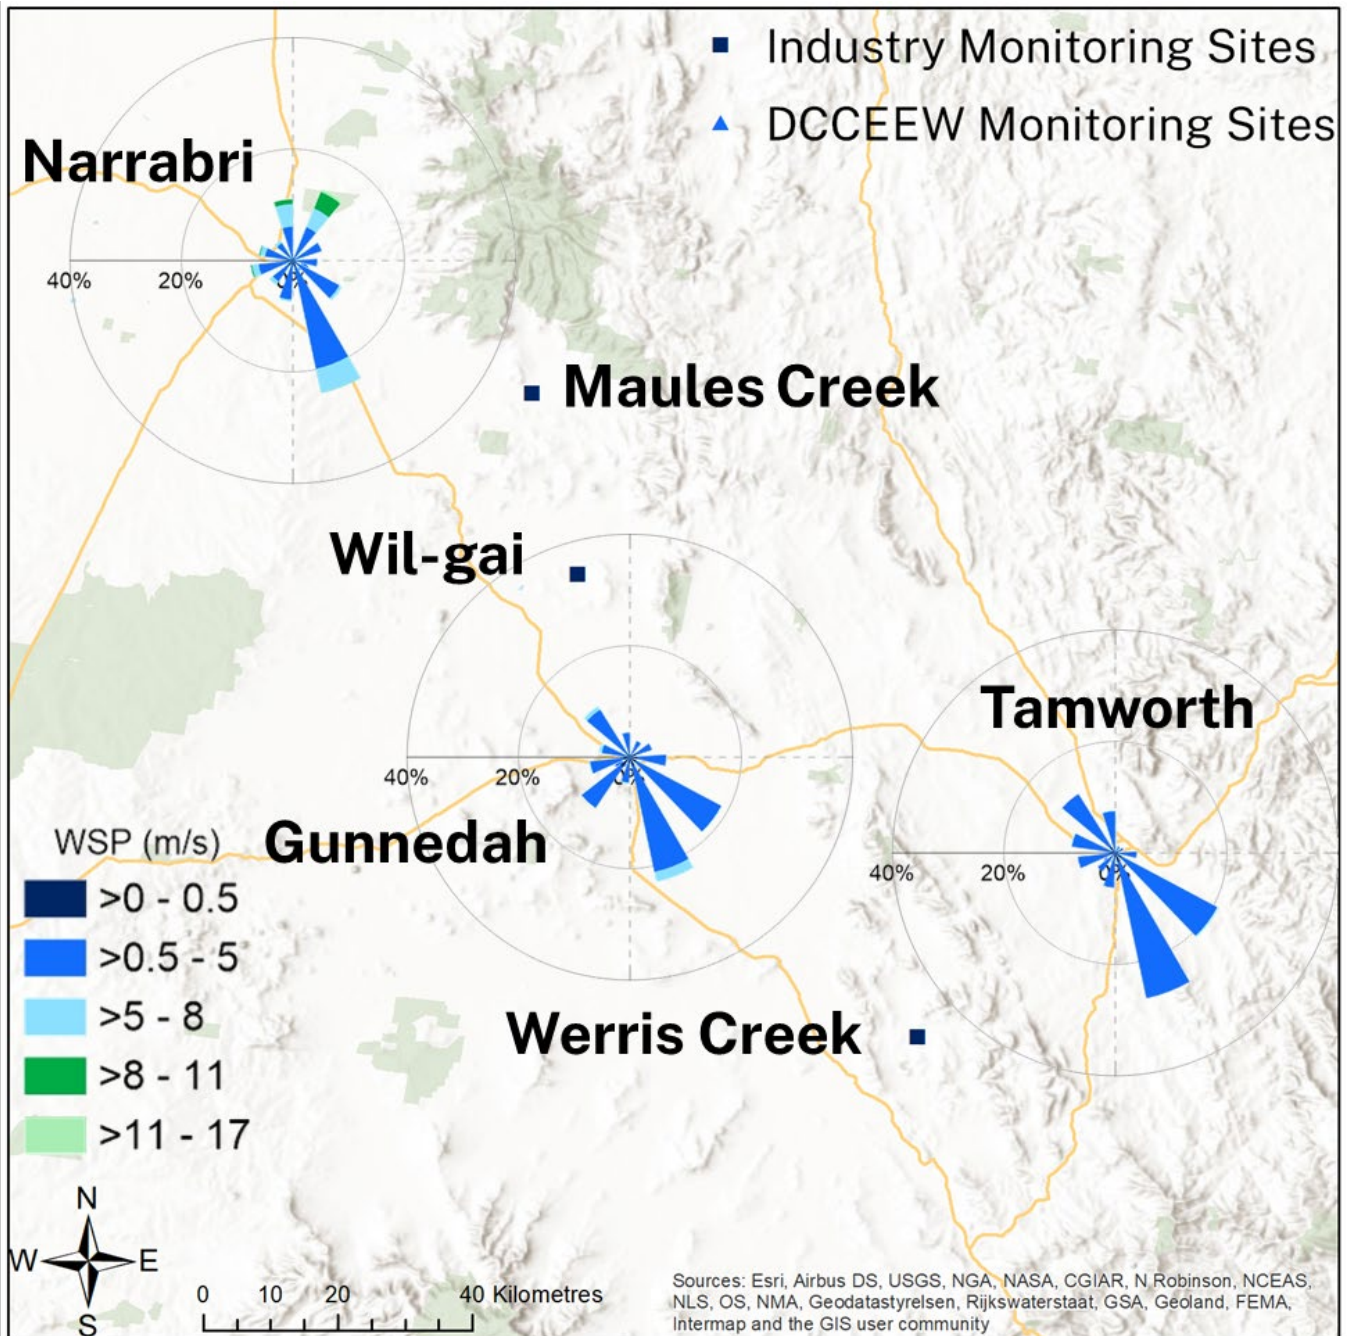 Industry Monitoring Sites
DCCEEW Monitoring Sites
Narrabri
40%
20%
0%
Maules Creek
Wil-gai
Tamworth
40%
20%
0%
Gunnedah
40%
20%
0%
Werris Creek
WSP (m/s)
>0 - 0.5
>0.5 - 5
>5 - 8
>8 - 11
>11 - 17
N
W
E
S
0
10
20
40 Kilometres
Sources: Esri, Airbus DS, USGS, NGA, NASA, CGIAR, N Robinson, NCEAS,
NLS, OS, NMA, Geodatastyrelsen, Rijkswaterstaat, GSA, Geoland, FEMA,
Intermap and the GIS user community